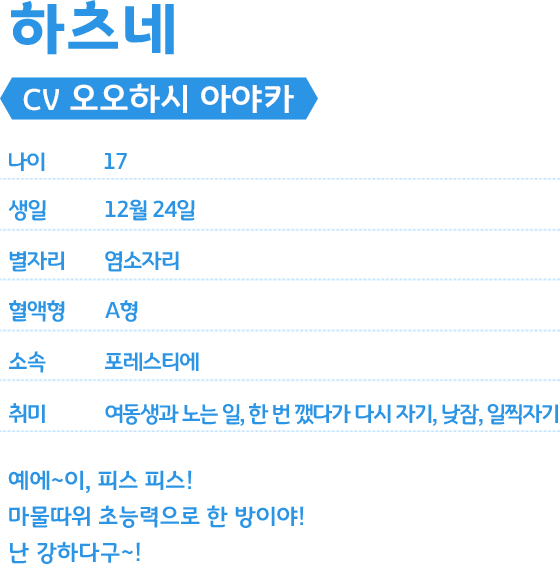 하츠네
CV 오오하시 아야카
나이 17
생일 12월 24일
별자리 염소자리
혈액형 A형
소속 포레스티에
취미 여동생과 노는 일, 한 번 깼다가 다시 자기, 낮잠, 일찍자기
예에~이, 피스 피스!
마물따위 초능력으로 한 방이야!
난 강하다구~!